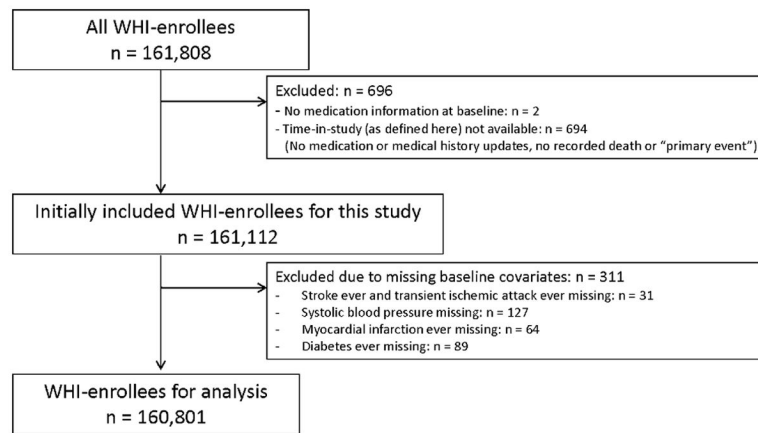 All WHI-enrollees
n = 161,808
Excluded: n = 696
- No medication information at baseline: n = 2
- Time-in-study (as defined here) not available: n = 694
(No medication or medical history updates, no recorded death or “primary event”)
Initially included WHI-enrollees for this study
n = 161,112
Excluded due to missing baseline covariates: n = 311
- Stroke ever and transient ischemic attack ever missing: n = 31
- Systolic blood pressure missing: n = 127
- Myocardial infarction ever missing: n = 64
- Diabetes ever missing: n = 89
WHI-enrollees for analysis
n = 160,801